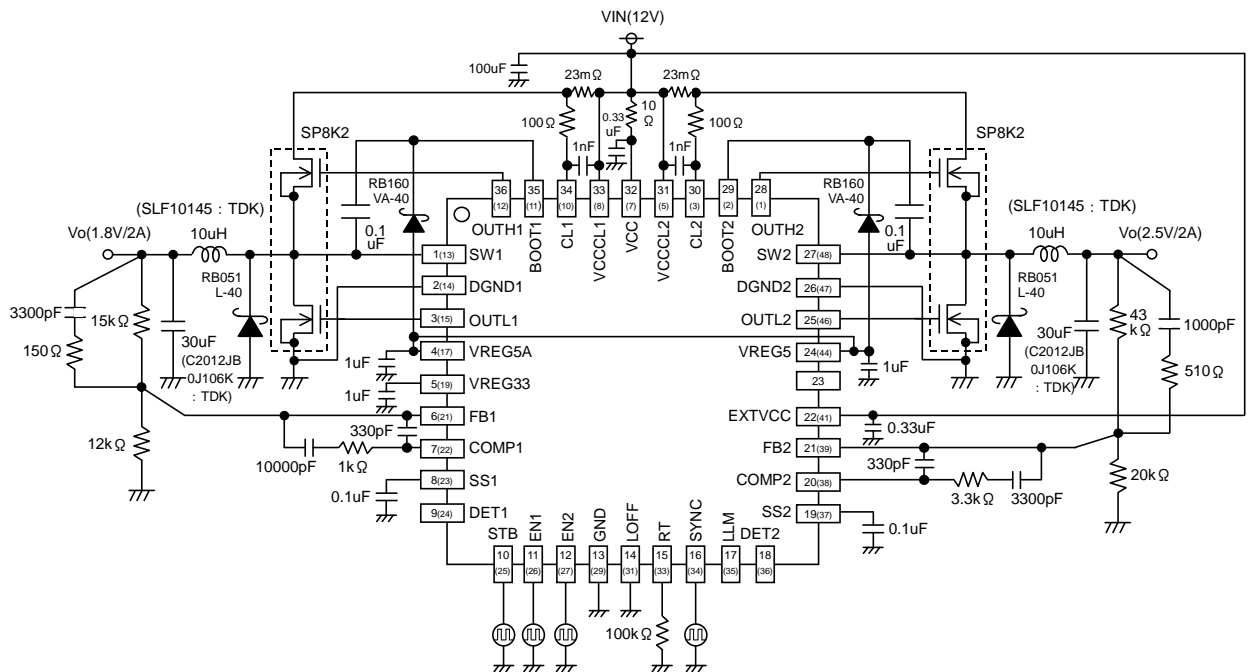 VIN(12V)
100uF
23mΩ
23mΩ
100Ω
0.33
uF
10
Ω
100Ω
1nF
1nF
SP8K2
SP8K2
RB160
VA-40
RB160
VA-40
0.1
uF
0.1
uF
36
(12)
35
(11)
34
(10)
33
(8)
32
(7)
31
(5)
30
(3)
29
(2)
28
(1)
OUTH1
BOOT1
CL1
VCCCL1
VCC
VCCCL2
CL2
BOOT2
OUTH2
(SLF10145 : TDK)
(SLF10145 : TDK)
Vo(1.8V/2A)
10uH
10uH
Vo(2.5V/2A)
RB051
L-40
RB051
L-40
3300pF
15kΩ
150Ω
30uF
(C2012JB
0J106K
: TDK)
12kΩ
1(13) SW1
2(14) DGND1
3(15) OUTL1
4(17) VREG5A
5(19) VREG33
6(21) FB1
7(22) COMP1
8(23) SS1
9(24) DET1
1uF
1uF
330pF
10000pF
1kΩ
0.1uF
SW2 27(48)
DGND2 26(47)
OUTL2 25(46)
VREG5 24(44)
23
EXTVCC 22(41)
FB2 21(39)
COMP2 20(38)
SS2 19(37)
DET2
1uF
0.33uF
330pF
3.3kΩ
3300pF
0.1uF
30uF
(C2012JB
0J106K
: TDK)
43
kΩ
1000pF
510Ω
20kΩ
STB
EN1
EN2
GND
LOFF
RT
SYNC
LLM
10
(25)
11
(26)
12
(27)
13
(29)
14
(31)
15
(33)
16
(34)
17
(35)
18
(36)
100kΩ